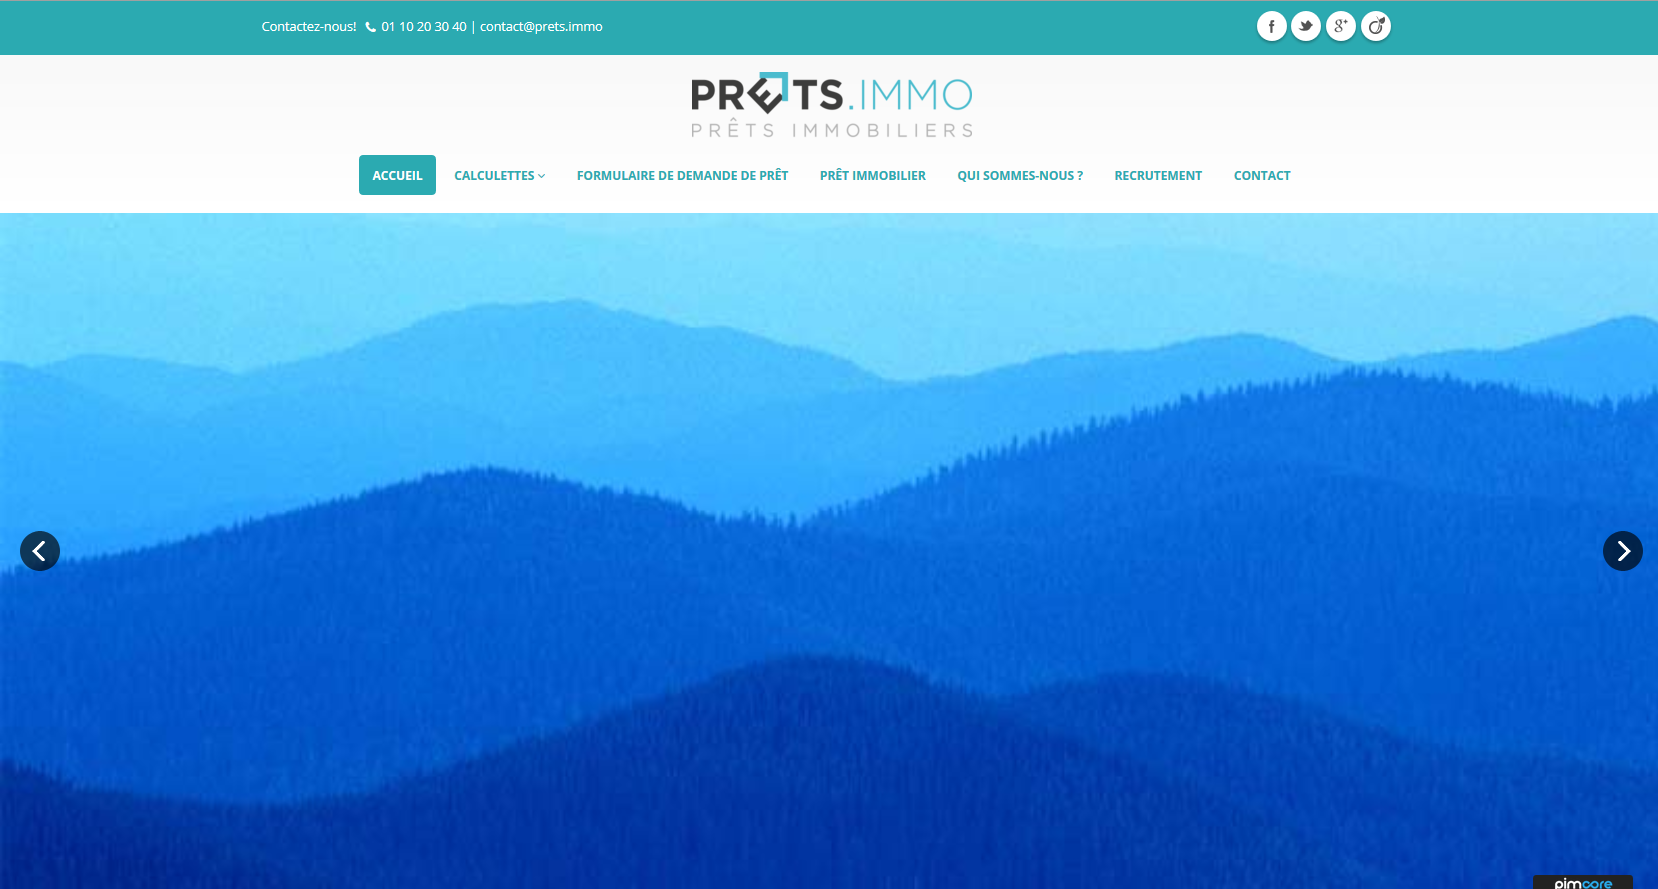 Contactez-nous! 01 10 20 30 40 | contact@prets.immo
PRETS.IMMO
PRÊTS IMMOBILIERS
ACCUEIL CALCULETTES FORMULAIRE DE DEMANDE DE PRÊT PRÊT IMMOBILIER QUI SOMMES-NOUS ? RECRUTEMENT CONTACT
pimcore